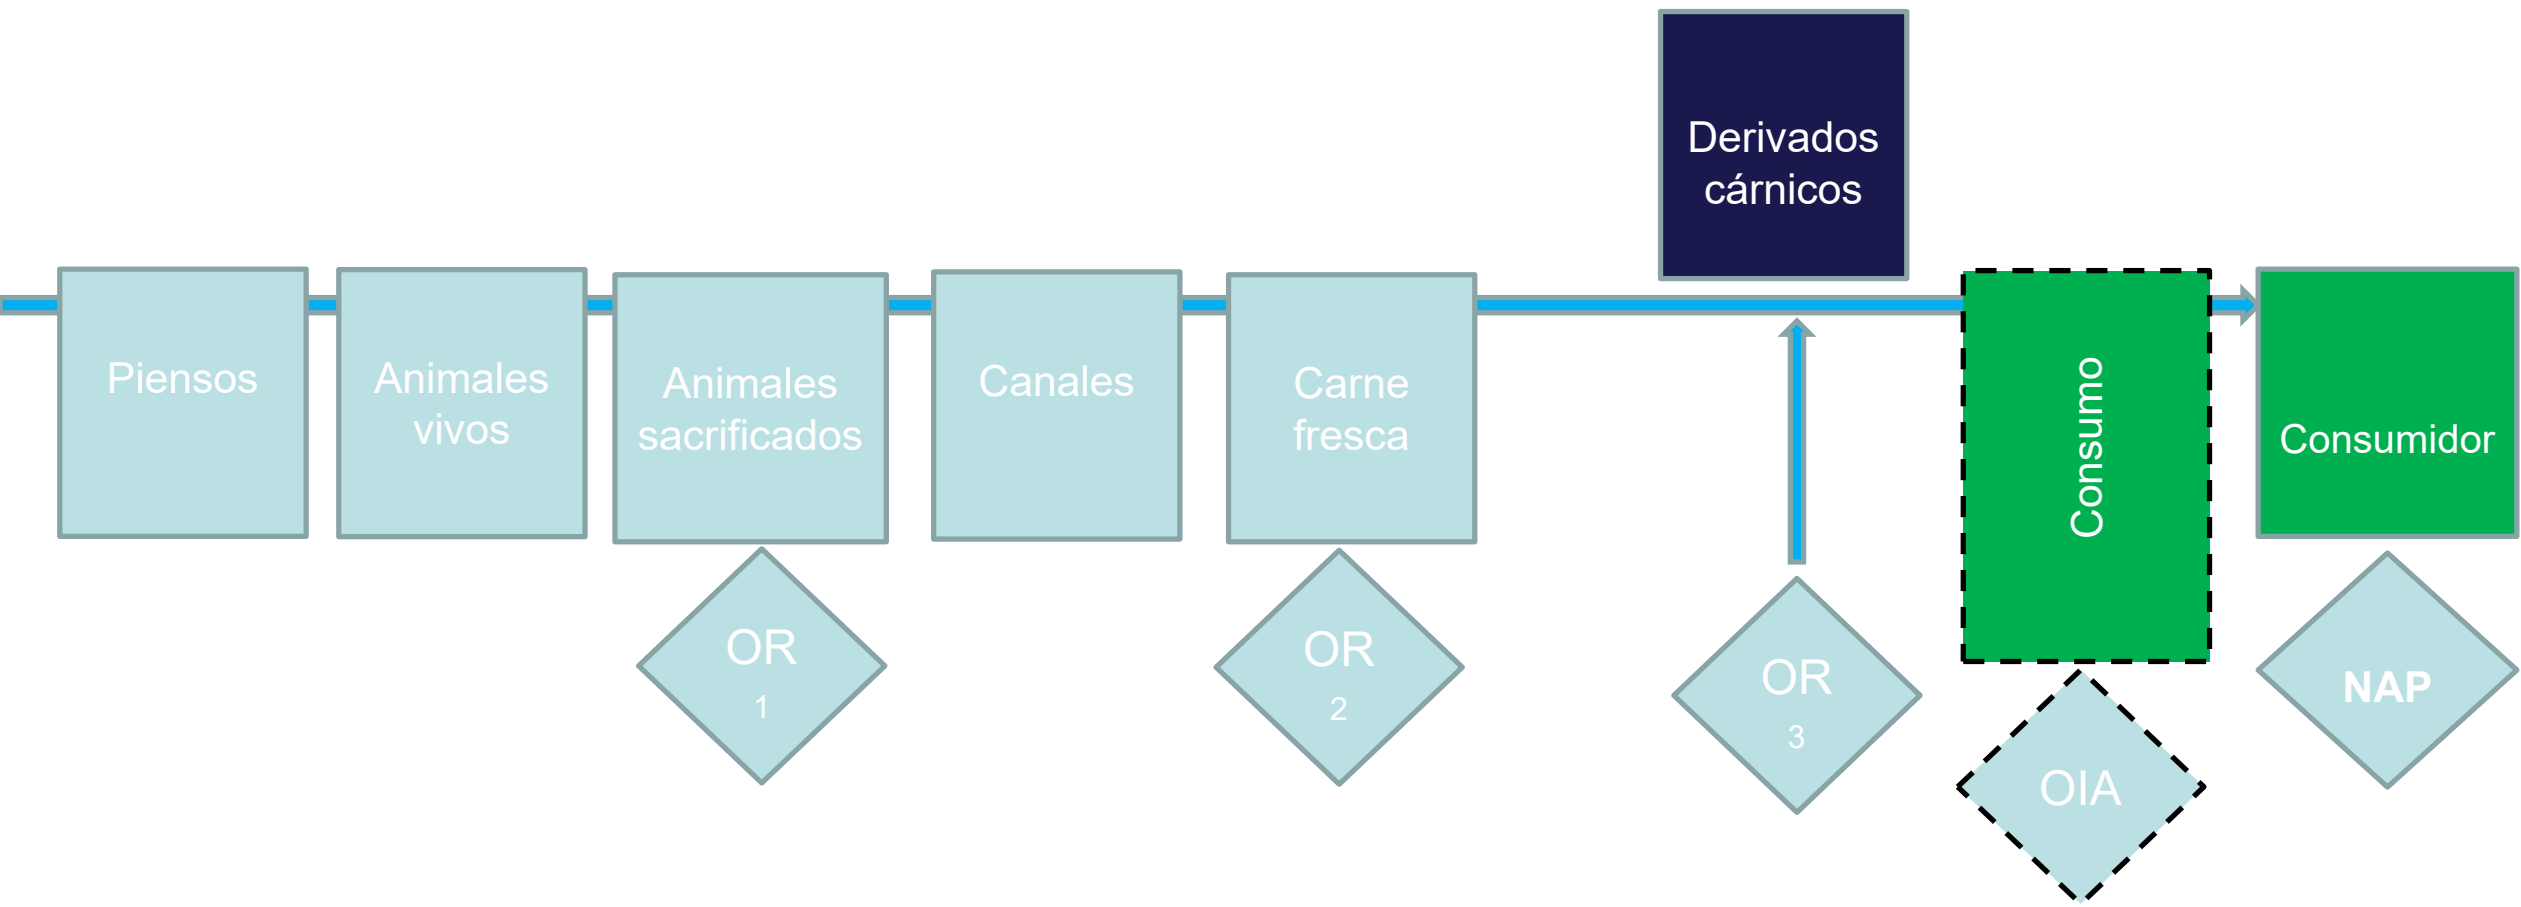 Derivados
cárnicos
Piensos
Animales
vivos
Animales
sacrificados
Canales
Carne
fresca
Consumo
Consumidor
OR
1
OR
2
OR
3
OIA
NAP